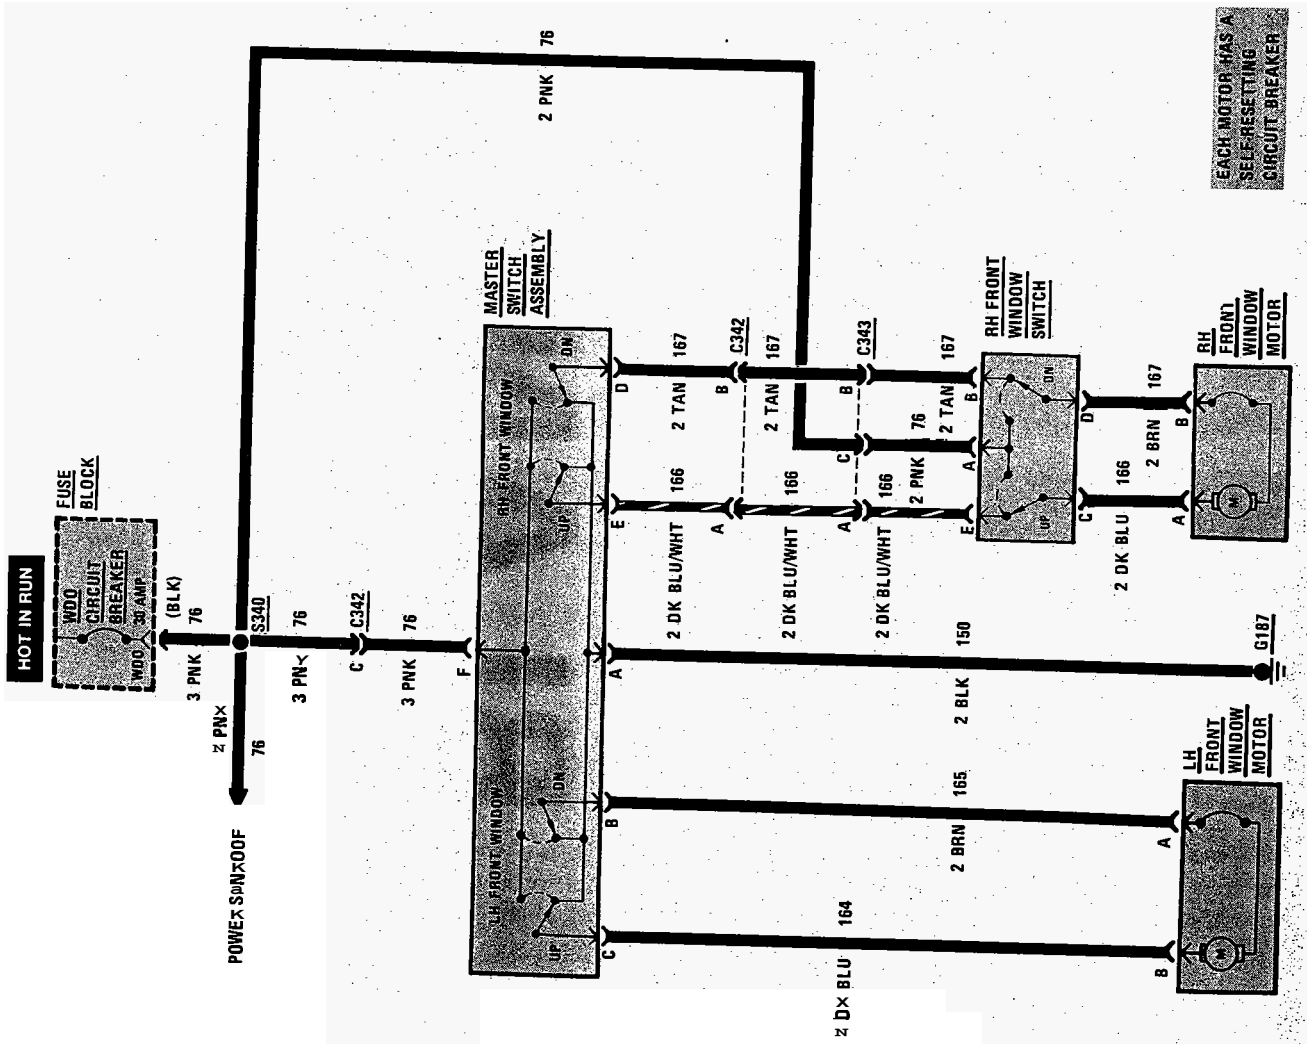 HOT IN RUN
FUSE
BLOCK
WDO
CIRCUIT
BREAKER
30 AMP
WDO
(BLK)
3 PNK
76
S340
76
POWER SUNROOF
3 PNK
76
C
C342
3 PNK
76
F
2 PNK
76
MASTER
SWITCH
ASSEMBLY
LH FRONT WINDOW
RH FRONT WINDOW
UP
DN
UP
DN
C
B
A
E
D
2 DK BLU/WHT
166
2 TAN
167
A
B
C342
2 DK BLU/WHT
166
2 TAN
167
A
C
B
C343
2 DK BLU/WHT
166
2 PNK
76
2 TAN
167
E
A
B
RH FRONT
WINDOW
SWITCH
UP
DN
C
D
2 DK BLU
166
2 BRN
167
A
B
RH
FRONT
WINDOW
MOTOR
M
164
2 BRN
165
2 BLK
150
G187
B
A
LH
FRONT
WINDOW
MOTOR
M
EACH MOTOR HAS A
SELF-RESETTING
CIRCUIT BREAKER